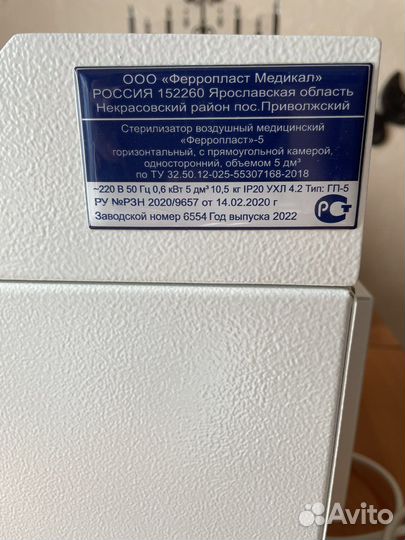 ООО «Ферропласт Медикал»
РОССИЯ 152260 Ярославская область
Некрасовский район пос.Приволжский
Стерилизатор воздушный медицинский
«Ферропласт»-5
горизонтальный, с прямоугольной камерой,
односторонний, объемом 5 дм³
по ТУ 32.50.12-025-55307168-2018
~220 В 50 Гц 0,6 кВт 5 дм³ 10,5 кг IP20 УХЛ 4.2 Тип: ГП-5
РУ №РЗН 2020/9657 от 14.02.2020 г
Заводской номер 6554 Год выпуска 2022
РСТ
Avito